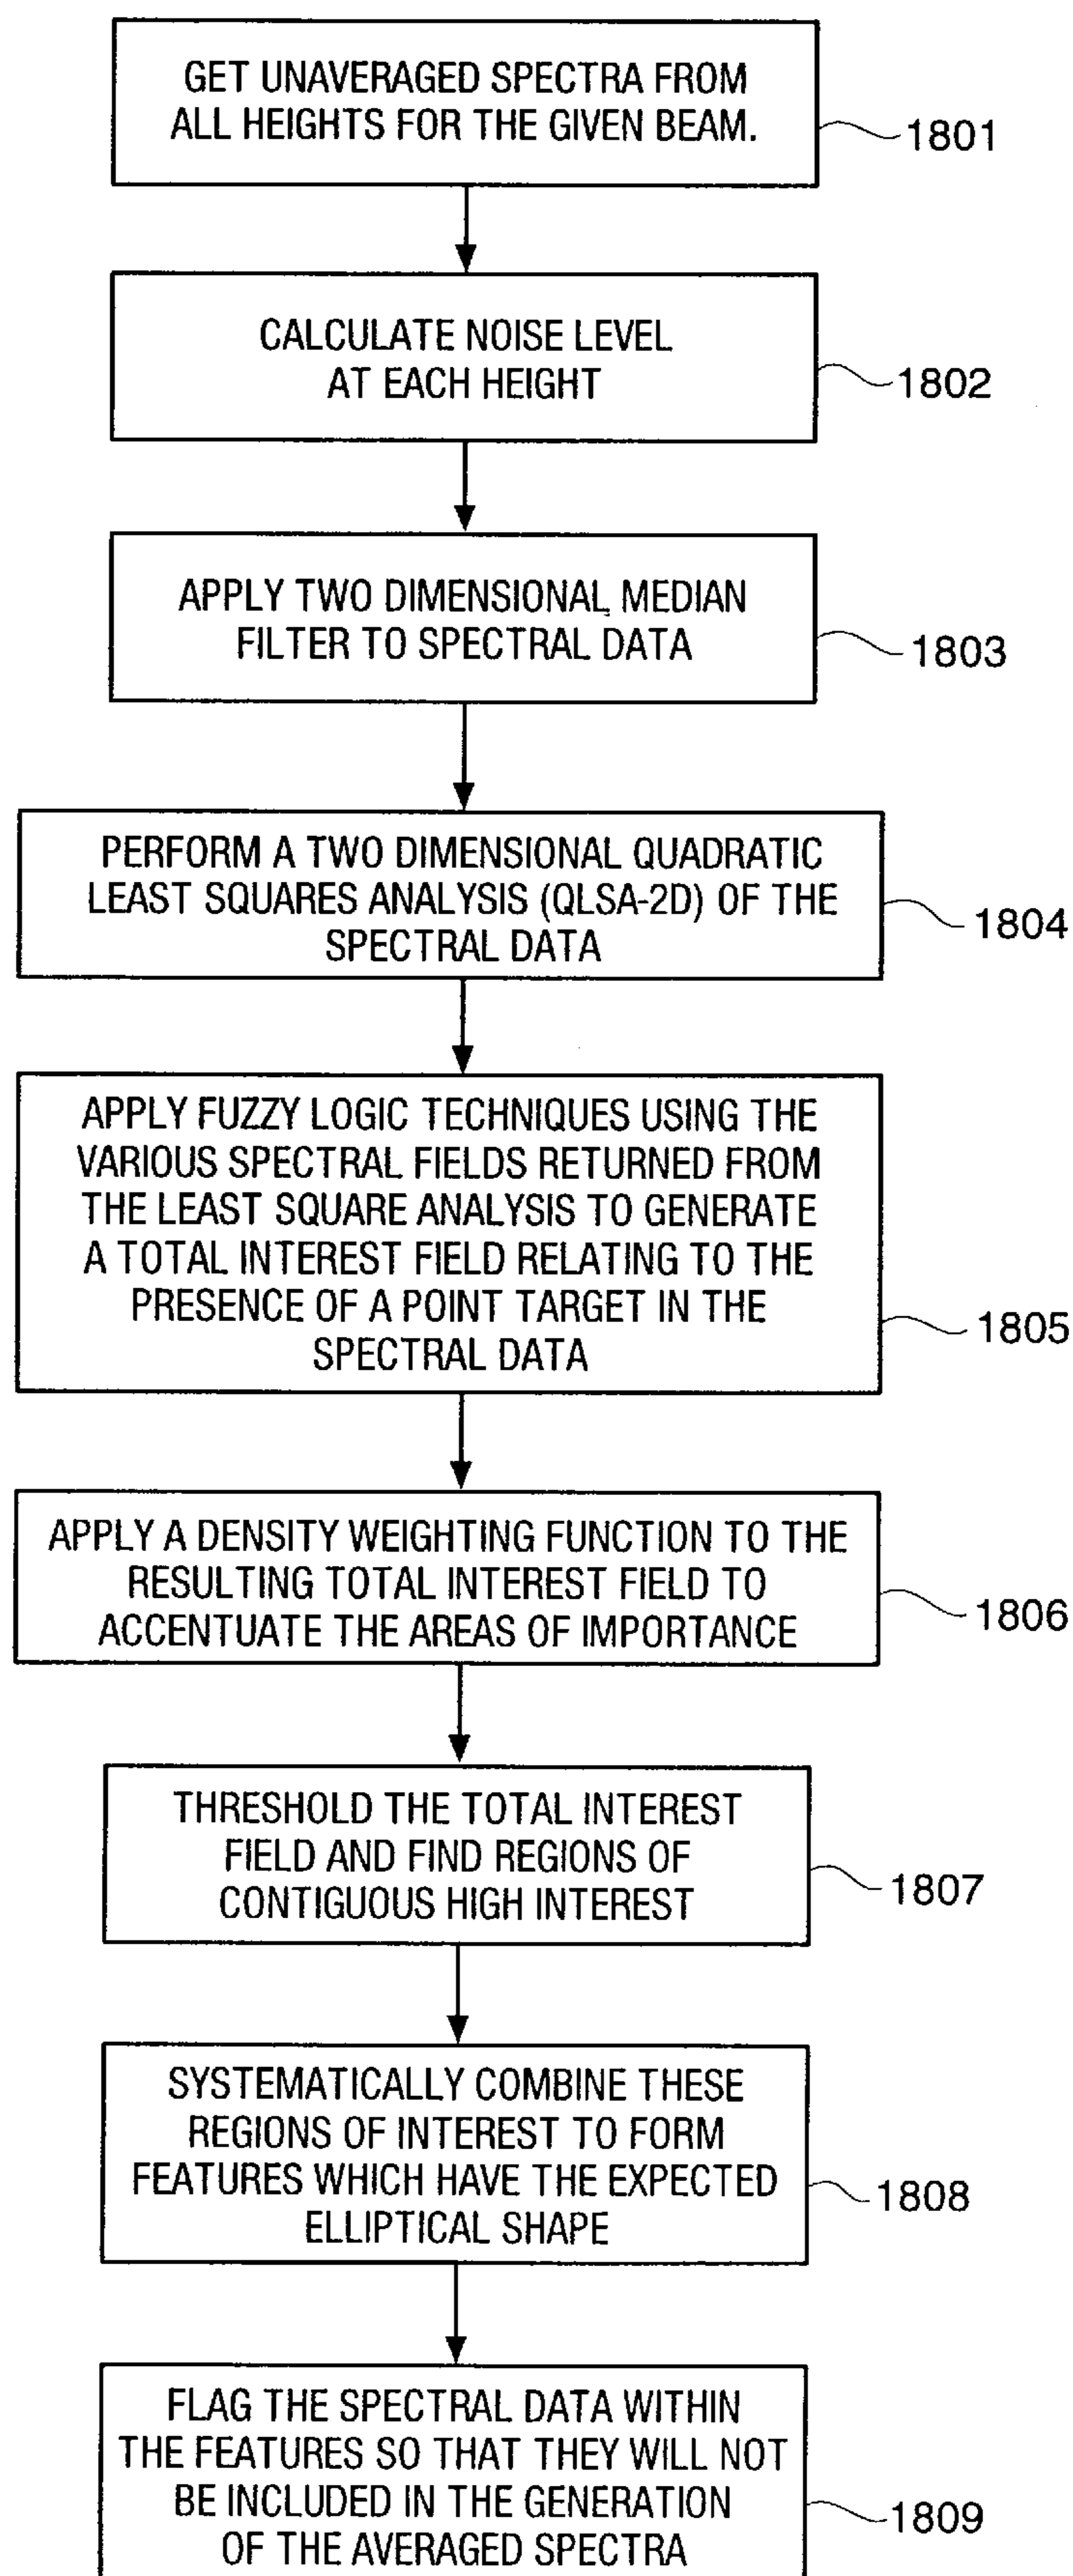 GET UNAVERAGED SPECTRA FROM
ALL HEIGHTS FOR THE GIVEN BEAM.
1801
CALCULATE NOISE LEVEL
AT EACH HEIGHT
1802
APPLY TWO DIMENSIONAL MEDIAN
FILTER TO SPECTRAL DATA
1803
PERFORM A TWO DIMENSIONAL QUADRATIC
LEAST SQUARES ANALYSIS (QLSA-2D) OF THE
SPECTRAL DATA
1804
APPLY FUZZY LOGIC TECHNIQUES USING THE
VARIOUS SPECTRAL FIELDS RETURNED FROM
THE LEAST SQUARE ANALYSIS TO GENERATE
A TOTAL INTEREST FIELD RELATING TO THE
PRESENCE OF A POINT TARGET IN THE
SPECTRAL DATA
1805
APPLY A DENSITY WEIGHTING FUNCTION TO THE
RESULTING TOTAL INTEREST FIELD TO
ACCENTUATE THE AREAS OF IMPORTANCE
1806
THRESHOLD THE TOTAL INTEREST
FIELD AND FIND REGIONS OF
CONTIGUOUS HIGH INTEREST
1807
SYSTEMATICALLY COMBINE THESE
REGIONS OF INTEREST TO FORM
FEATURES WHICH HAVE THE EXPECTED
ELLIPTICAL SHAPE
1808
FLAG THE SPECTRAL DATA WITHIN
THE FEATURES SO THAT THEY WILL NOT
BE INCLUDED IN THE GENERATION
OF THE AVERAGED SPECTRA
1809